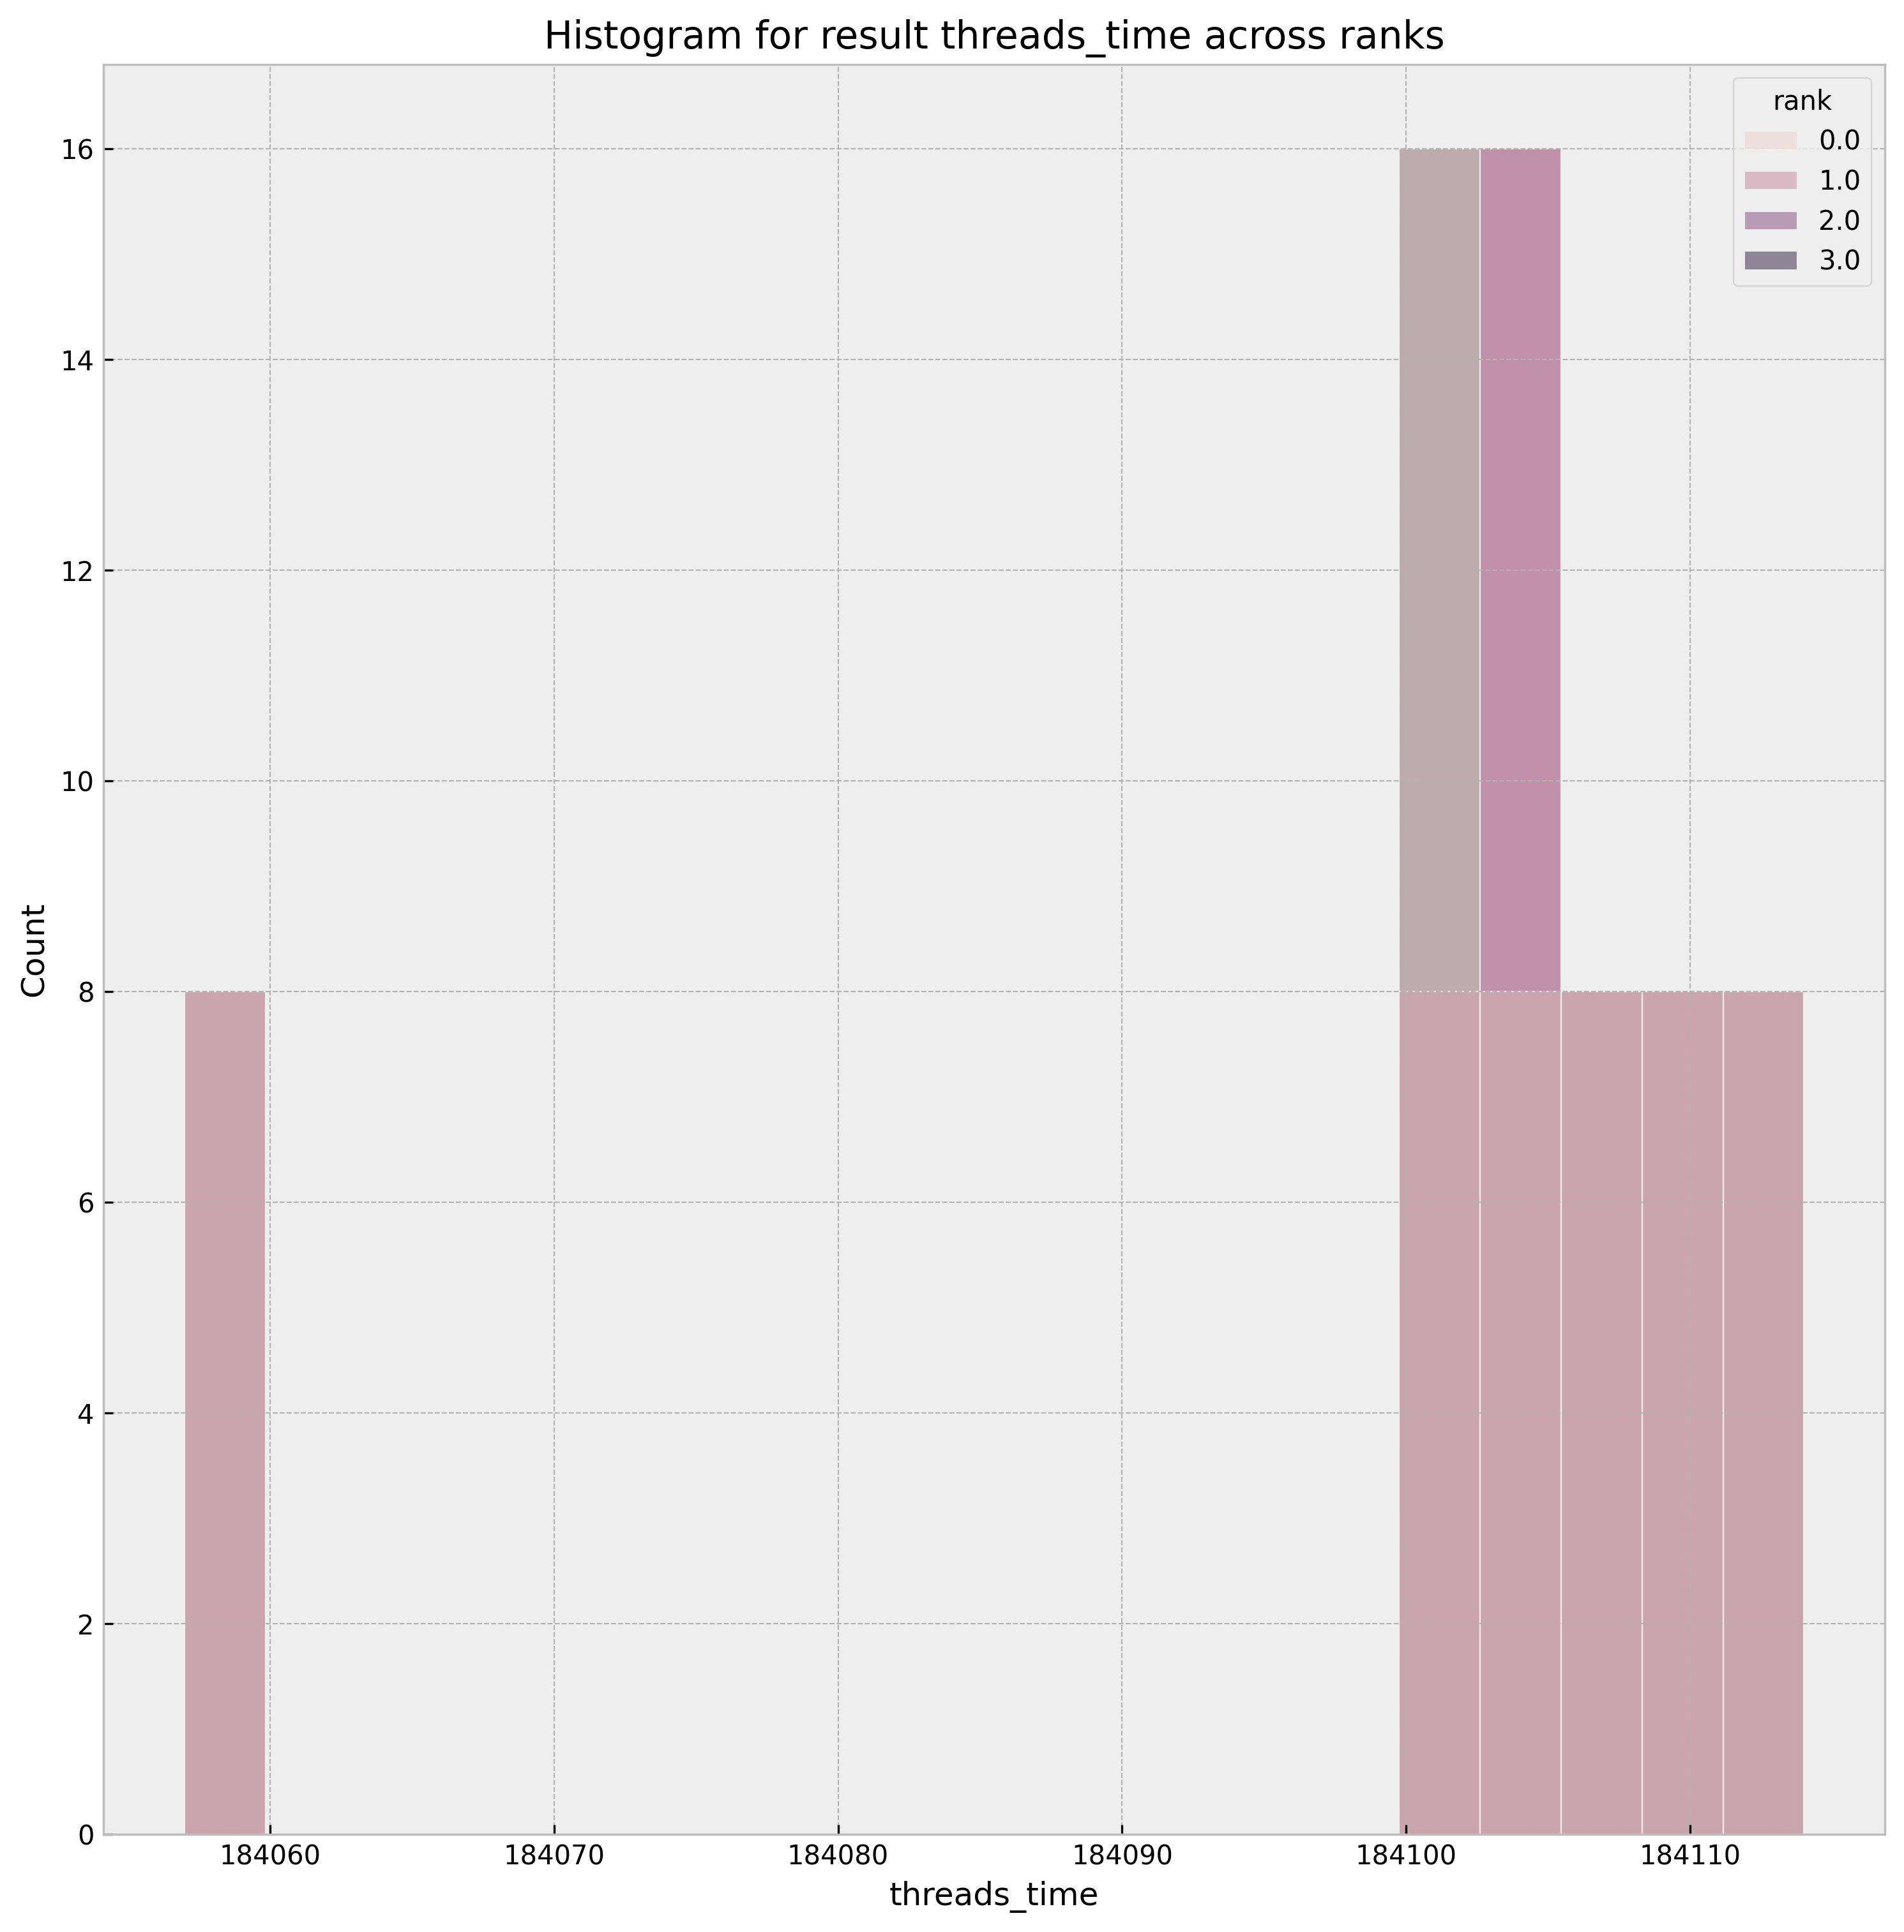 Histogram for result threads_time across ranks
rank
0.0
1.0
2.0
3.0
16
14
12
10
8
6
4
2
0
Count
184060 184070 184080 184090 184100 184110
threads_time